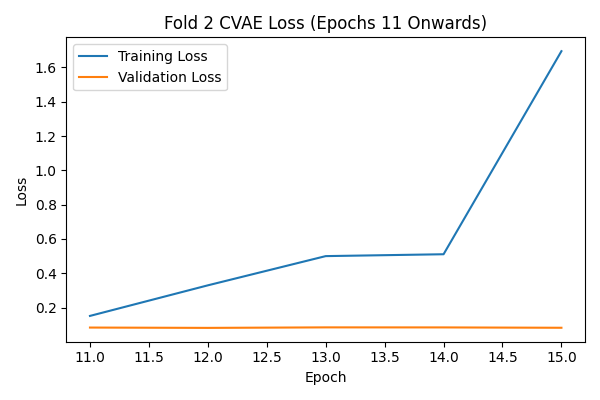 Fold 2 CVAE Loss (Epochs 11 Onwards)
Training Loss
Validation Loss
Loss
1.6
1.4
1.2
1.0
0.8
0.6
0.4
0.2
11.0 11.5 12.0 12.5 13.0 13.5 14.0 14.5 15.0
Epoch